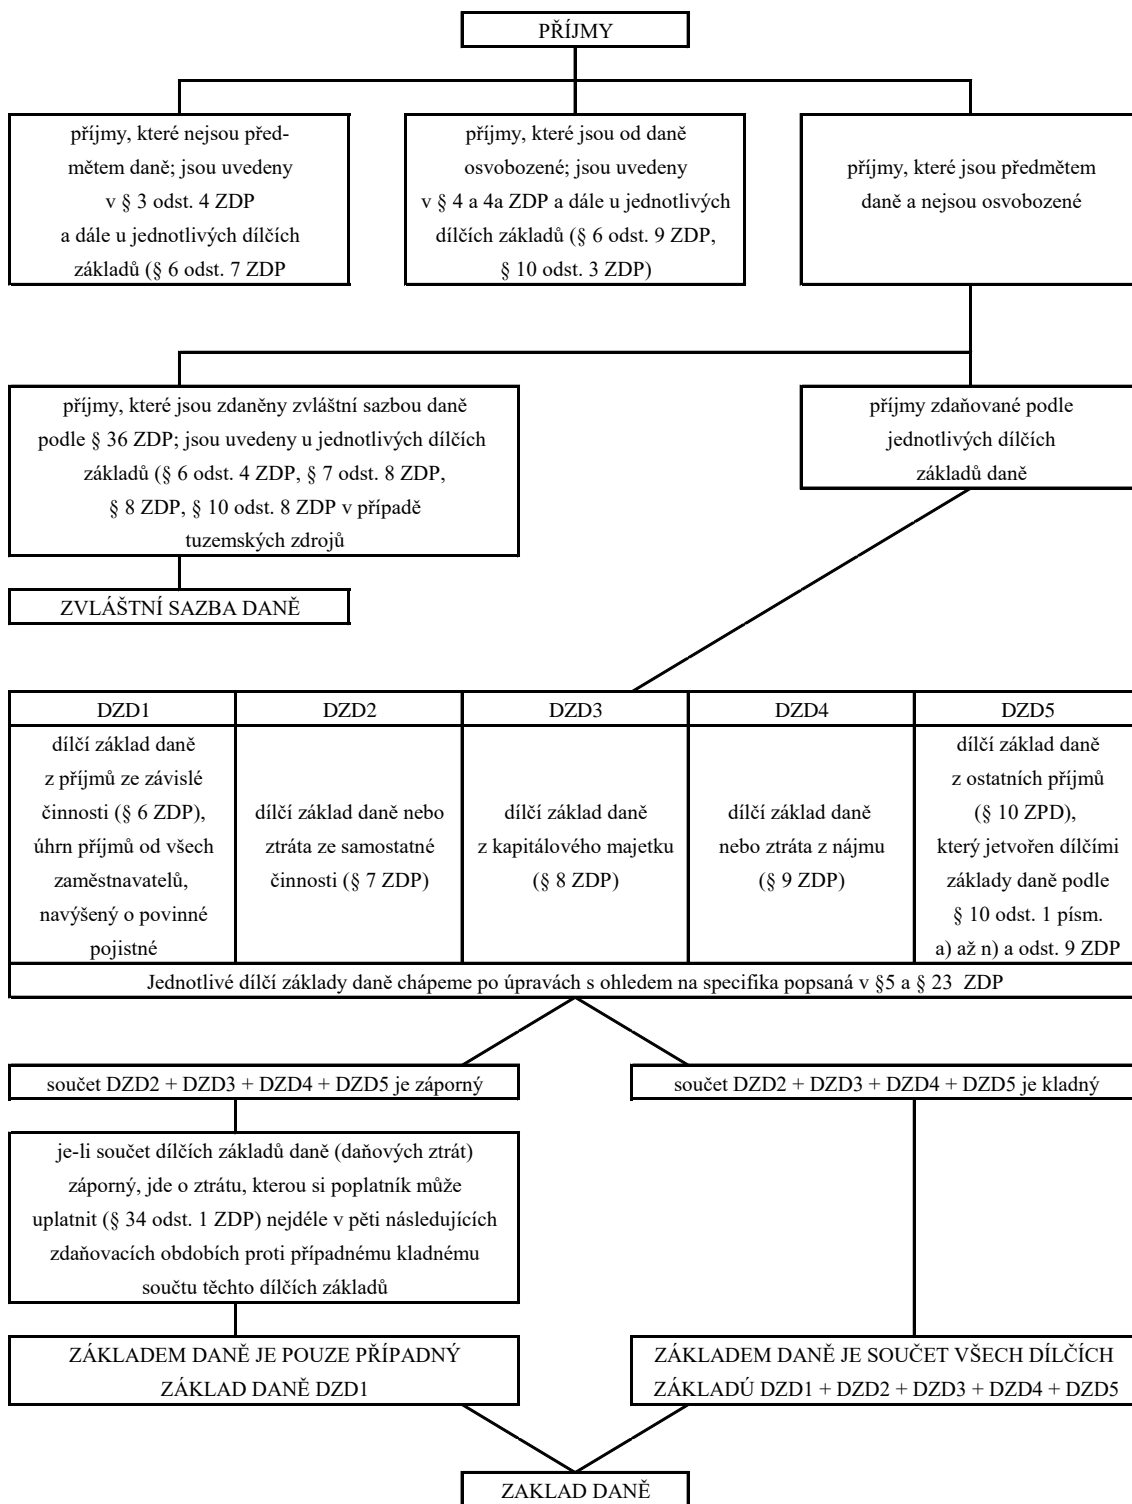 PŘÍJMY
příjmy, které nejsou před-
mětem daně; jsou uvedeny
v § 3 odst. 4 ZDP
a dále u jednotlivých dílčích
základů (§ 6 odst. 7 ZDP
příjmy, které jsou od daně
osvobozené; jsou uvedeny
v § 4 a 4a ZDP a dále u jednotlivých
dílčích základů (§ 6 odst. 9 ZDP,
§ 10 odst. 3 ZDP)
příjmy, které jsou předmětem
daně a nejsou osvobozené
příjmy, které jsou zdaněny zvláštní sazbou daně
podle § 36 ZDP; jsou uvedeny u jednotlivých dílčích
základů (§ 6 odst. 4 ZDP, § 7 odst. 8 ZDP,
§ 8 ZDP, § 10 odst. 8 ZDP v případě
tuzemských zdrojů
příjmy zdaňované podle
jednotlivých dílčích
základů daně
ZVLÁŠTNÍ SAZBA DANĚ
DZD1
dílčí základ daně
z příjmů ze závislé
činnosti (§ 6 ZDP),
úhrn příjmů od všech
zaměstnavatelů,
navýšený o povinné
pojistné
DZD2
dílčí základ daně nebo
ztráta ze samostatné
činnosti (§ 7 ZDP)
DZD3
dílčí základ daně
z kapitálového majetku
(§ 8 ZDP)
DZD4
dílčí základ daně
nebo ztráta z nájmu
(§ 9 ZDP)
DZD5
dílčí základ daně
z ostatních příjmů
(§ 10 ZPD),
který jetvořen dílčími
základy daně podle
§ 10 odst. 1 písm.
a) až n) a odst. 9 ZDP
Jednotlivé dílčí základy daně chápeme po úpravách s ohledem na specifika popsaná v §5 a § 23 ZDP
součet DZD2 + DZD3 + DZD4 + DZD5 je záporný
součet DZD2 + DZD3 + DZD4 + DZD5 je kladný
je-li součet dílčích základů daně (daňových ztrát)
záporný, jde o ztrátu, kterou si poplatník může
uplatnit (§ 34 odst. 1 ZDP) nejdéle v pěti následujících
zdaňovacích obdobích proti případnému kladnému
součtu těchto dílčích základů
ZÁKLADEM DANĚ JE POUZE PŘÍPADNÝ
ZÁKLAD DANĚ DZD1
ZÁKLADEM DANĚ JE SOUČET VŠECH DÍLČÍCH
ZÁKLADÚ DZD1 + DZD2 + DZD3 + DZD4 + DZD5
ZAKLAD DANĚ